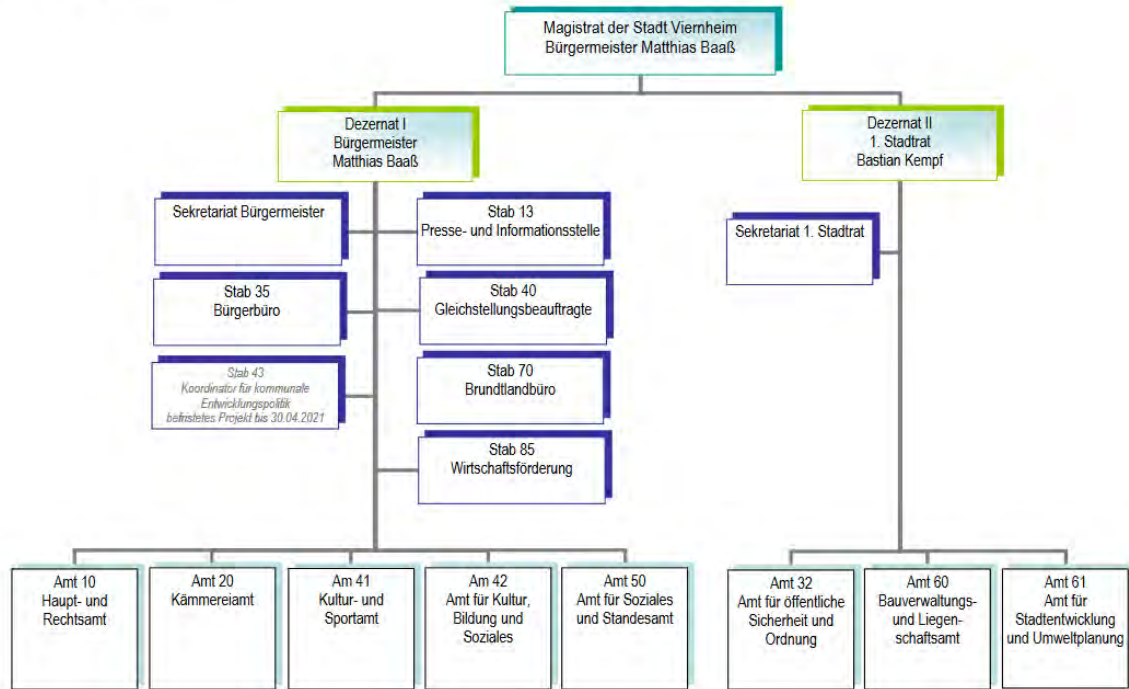 Magistrat der Stadt Viernheim
Bürgermeister Matthias Baaß
Dezernat I
Bürgermeister
Matthias Baaß
Dezernat II
1. Stadtrat
Bastian Kempf
Sekretariat Bürgermeister
Stab 13
Presse- und Informationsstelle
Sekretariat 1. Stadtrat
Stab 35
Bürgerbüro
Stab 40
Gleichstellungsbeauftragte
Stab 43
Koordinator für kommunale
Entwicklungspolitik
befristetes Projekt bis 30.04.2021
Stab 70
Brundtlandbüro
Stab 85
Wirtschaftsförderung
Amt 10
Haupt- und
Rechtsamt
Amt 20
Kämmereiamt
Am 41
Kultur- und
Sportamt
Am 42
Amt für Kultur,
Bildung und
Soziales
Amt 50
Amt für Soziales
und Standesamt
Amt 32
Amt für öffentliche
Sicherheit und
Ordnung
Amt 60
Bauverwaltungs-
und Liegen-
schaftsamt
Amt 61
Amt für
Stadtentwicklung
und Umweltplanung